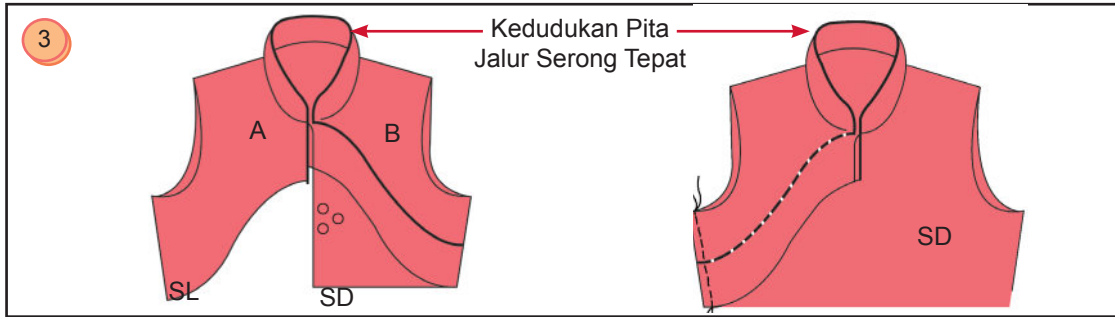 3
Kedudukan Pita
Jalur Serong Tepat
A
B
SD
SL
SD